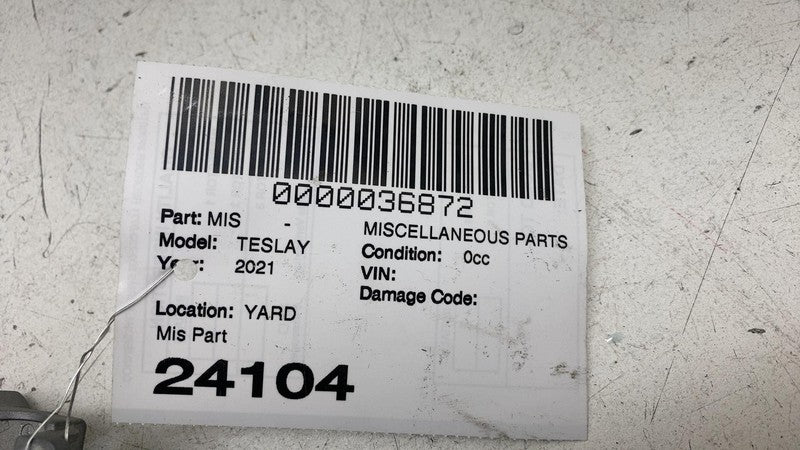 0000036872
Part: MIS - MISCELLANEOUS PARTS
Model: TESLAY Condition: 0cc
Year: 2021 VIN:
Damage Code:
Location: YARD
Mis Part
24104